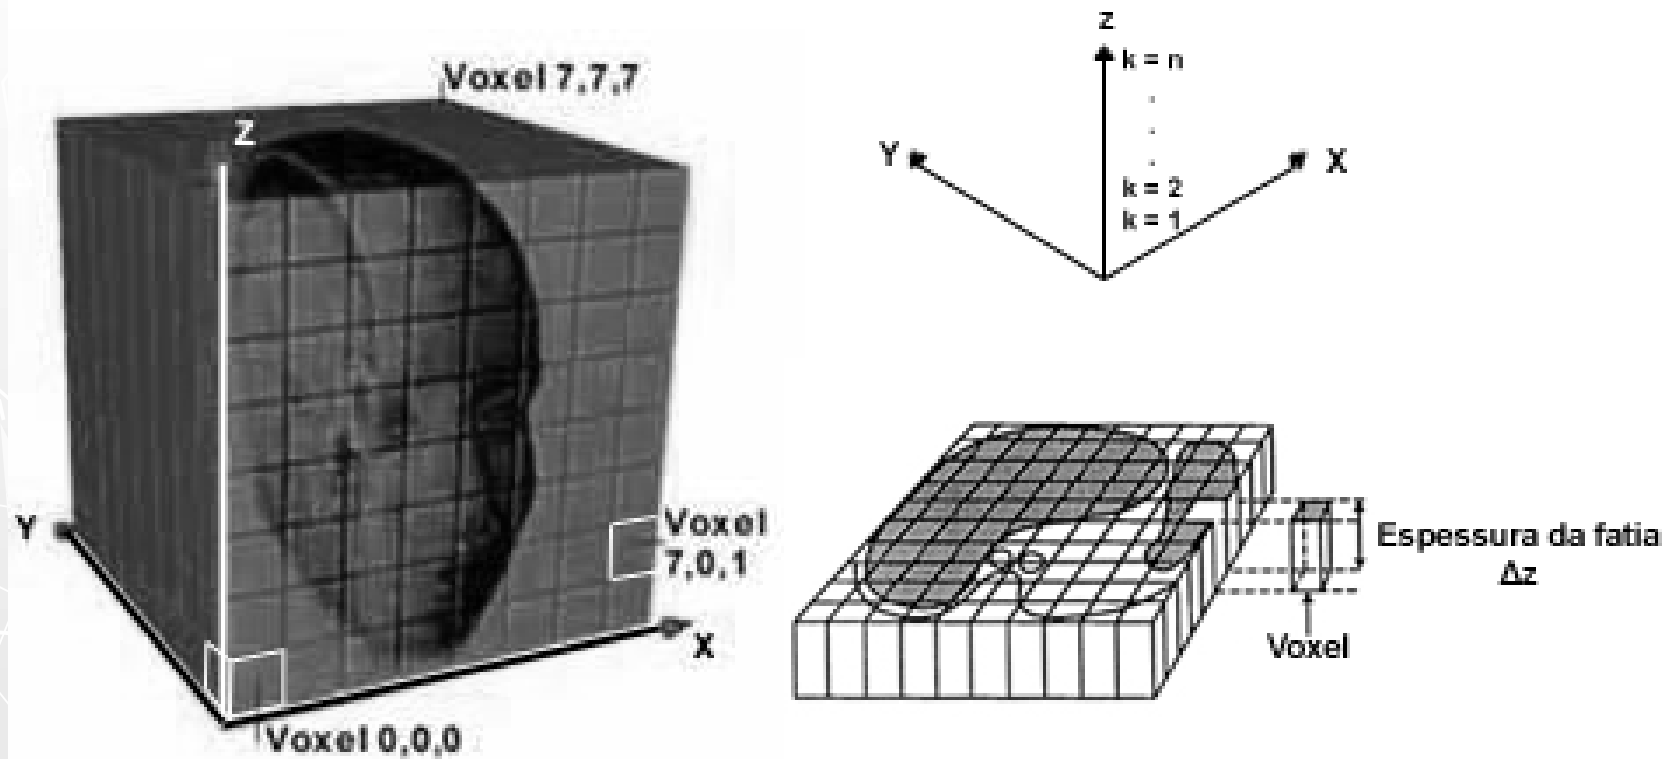 Voxel 7,7,7
Z
Y
Voxel
7,0,1
X
Voxel 0,0,0
z
k = n
.
.
.
Y
X
k = 2
k = 1
Espessura da fatia
Δz
Voxel